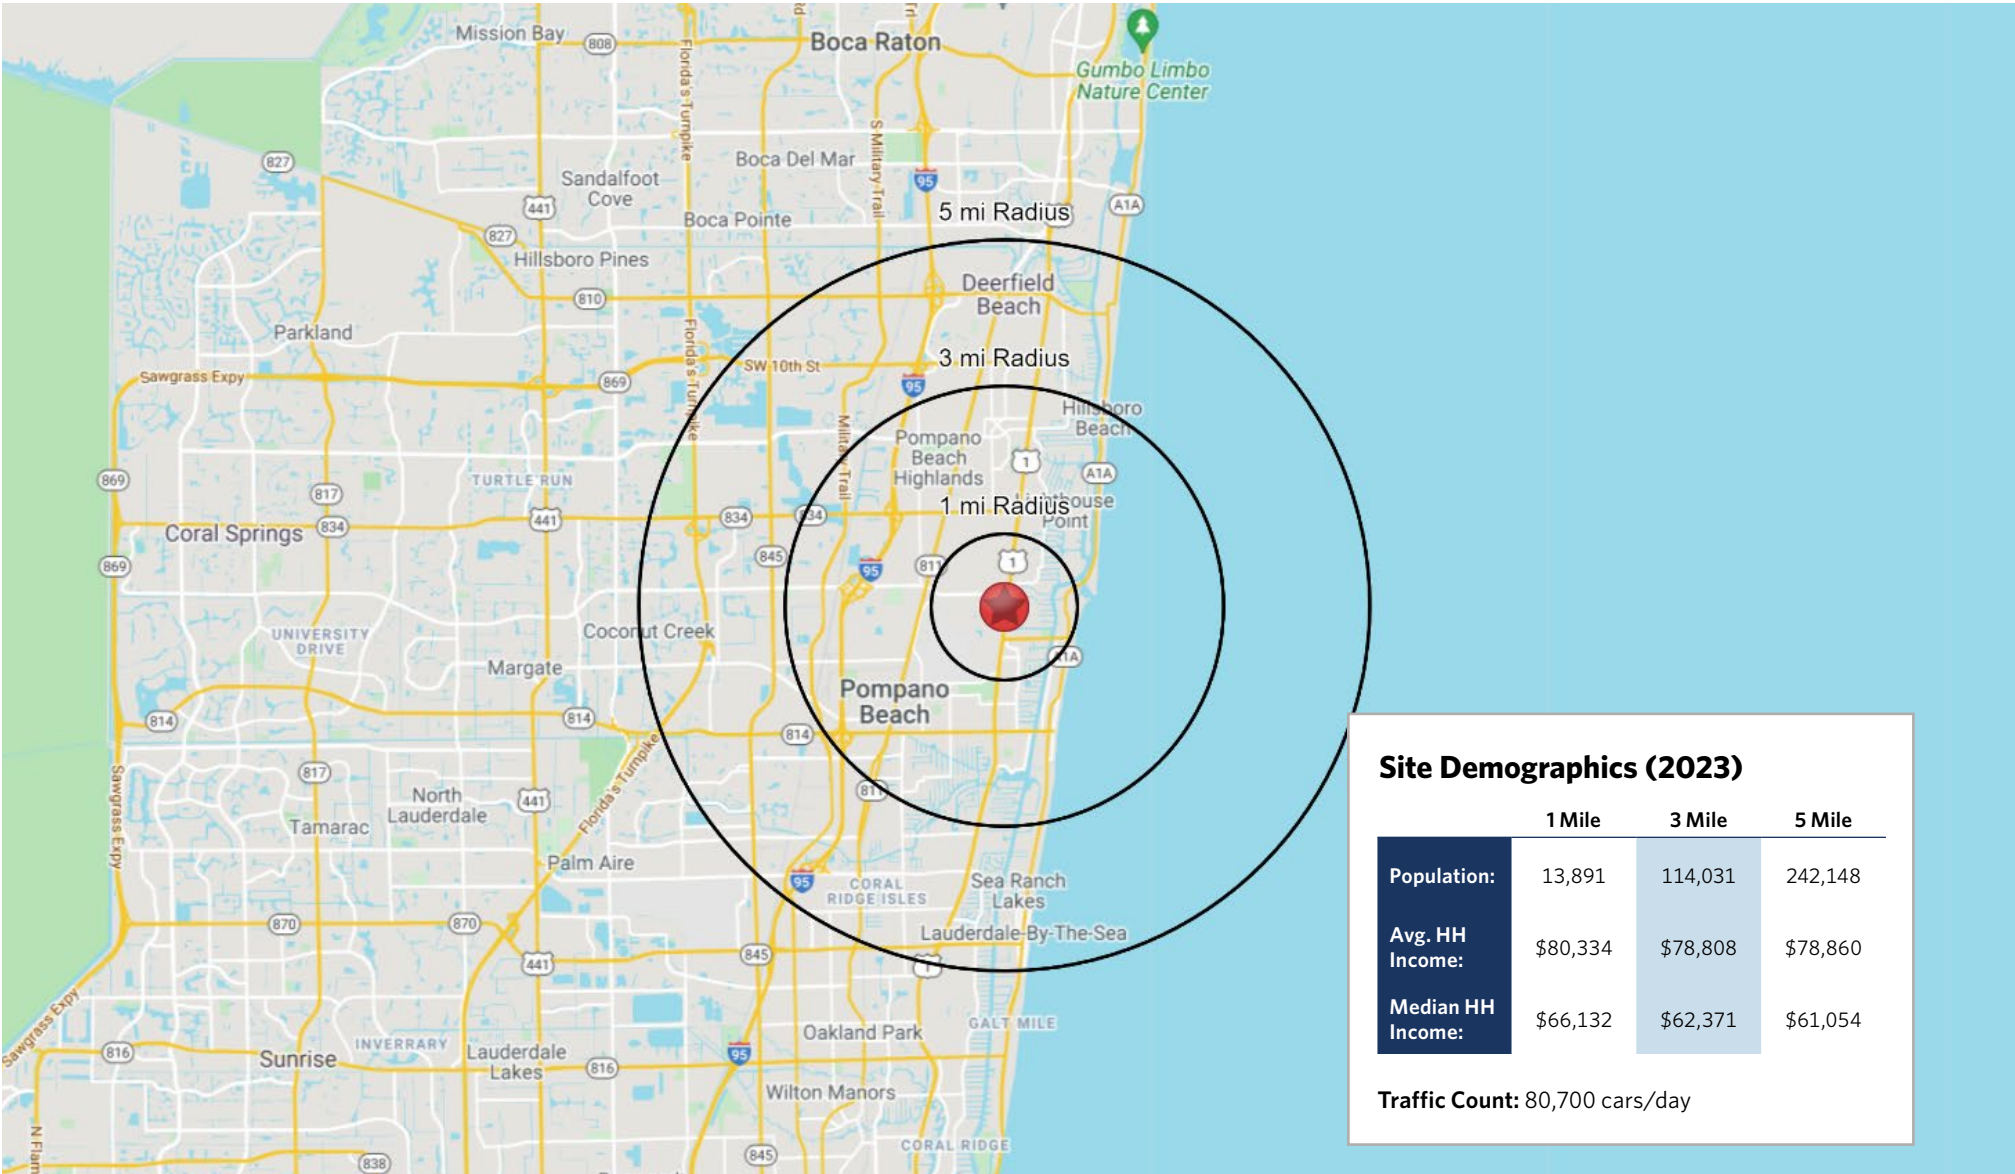 Mission Bay
808
Florida's Turnpike
Rd
Trl
Boca Raton
Gumbo Limbo
Nature Center
827
S Military Trail
Boca Del Mar
Sandalfoot
Cove
95
441
Boca Pointe
5 mi Radius
A1A
827
Hillsboro Pines
810
Deerfield
Beach
Parkland
Florida's Turnpike
3 mi Radius
SW 10th St
Sawgrass Expy
869
95
Hillsboro
Beach
Military Trail
Pompano
Beach
Highlands
1
A1A
869
TURTLE RUN
817
1 mi Radius
Point
834
834
441
Coral Springs
834
845
869
95
811
1
UNIVERSITY
DRIVE
Coconut Creek
Margate
A1A
Pompano
Beach
814
814
814
Sawgrass Expy
817
Florida's Turnpike
North
Lauderdale
441
811
Tamarac
Palm Aire
95
CORAL
RIDGE ISLES
Sea Ranch
Lakes
870
870
Lauderdale-By-The-Sea
845
441
1
Sawgrass Expy
Oakland Park
GALT MILE
INVERRARY
816
Sunrise
Lauderdale
Lakes
816
95
Wilton Manors
N Flam
838
845
CORAL RIDGE
Site Demographics (2023)
1 Mile 3 Mile 5 Mile
Population: 13,891 114,031 242,148
Avg. HH
Income: $80,334 $78,808 $78,860
Median HH
Income: $66,132 $62,371 $61,054
Traffic Count: 80,700 cars/day